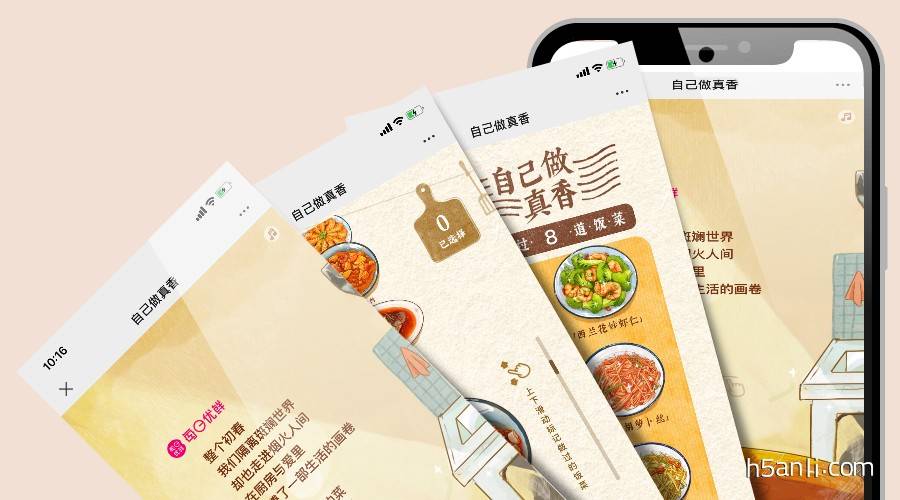 10:16
自己做真香
整个初春
我们隔离斑斓世界
却也走进烟火人间
在厨房与爱里
了一部生活的画卷
自己做真香
0
已选择
上下滑动标记做过的饭菜
自己做真香
自己做
真香
过 8 道·饭·菜
西兰花炒虾仁
胡萝卜丝
自己做真香
斑斓世界
火人间
里
生活的画卷
h5anli.com